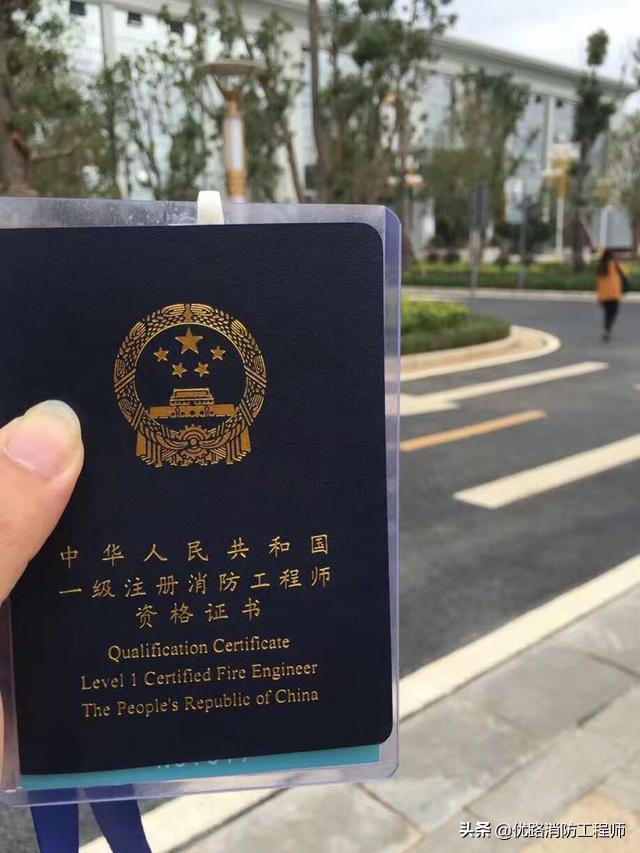 中华人民共和国
一级注册消防工程师
资格证书
Qualification Certificate
Level 1 Certified Fire Engineer
The People's Republic of China
头条 @优路消防工程师